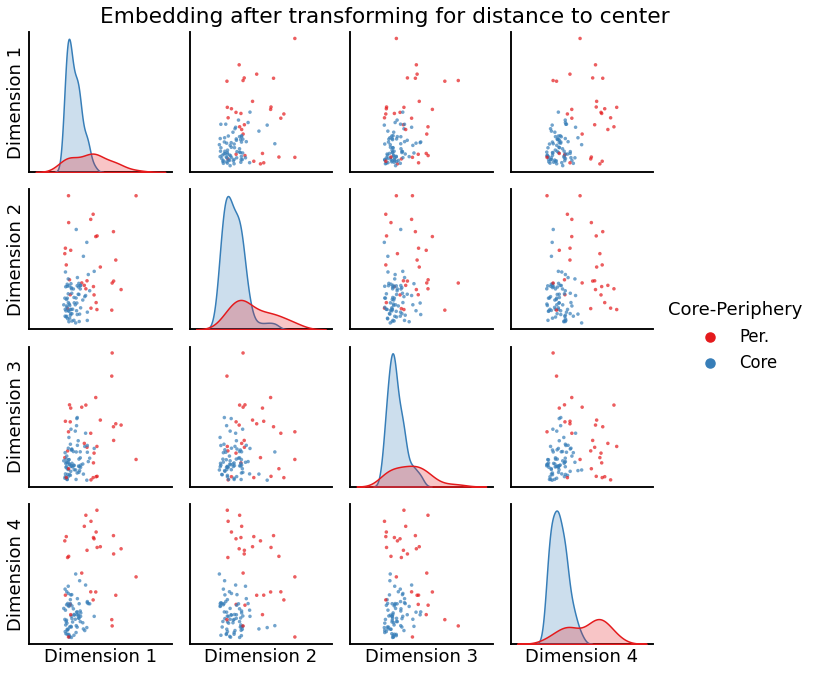 Embedding after transforming for distance to center
Dimension 1
Dimension 2
Dimension 3
Dimension 4
Dimension 1
Dimension 2
Dimension 3
Dimension 4
Core-Periphery
Per.
Core